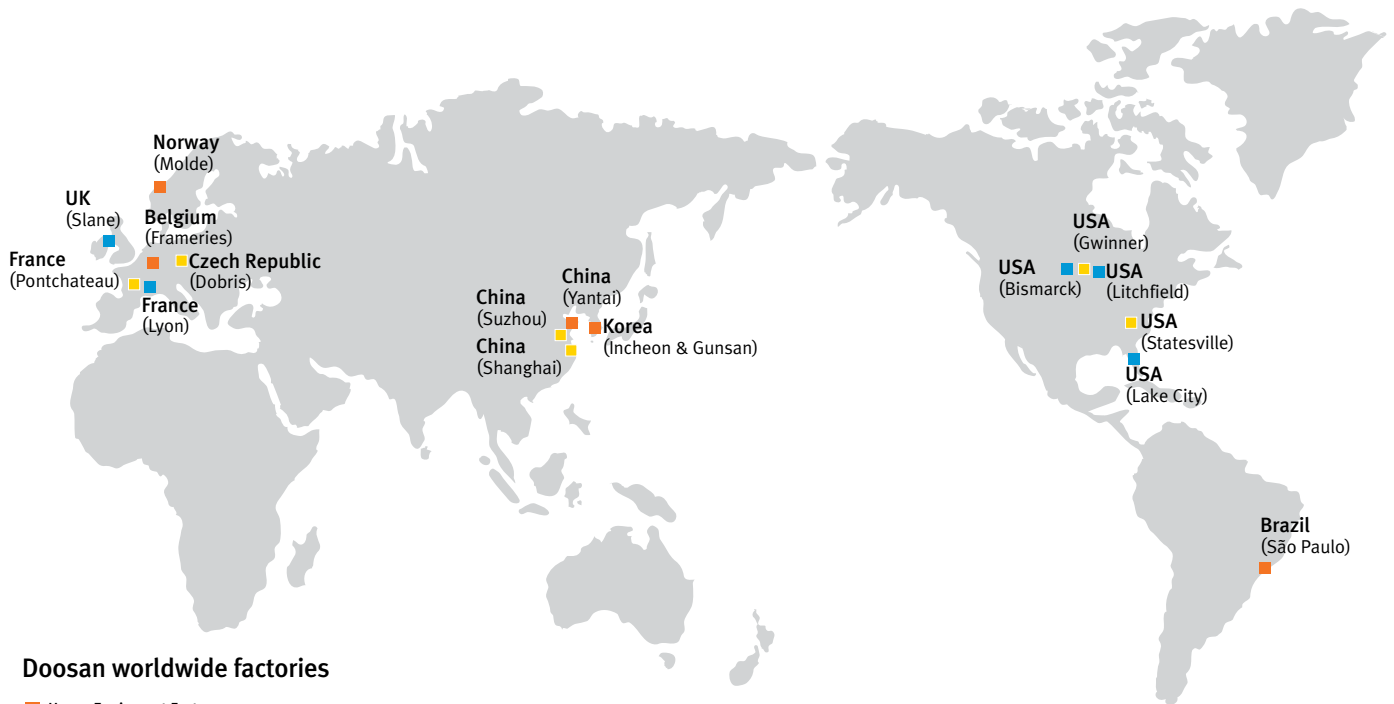 Norway
(Molde)
UK
(Slane)
Belgium
(Frameries)
France
(Pontchateau)
Czech Republic
(Dobris)
France
(Lyon)
China
(Yantai)
China
(Suzhou)
Korea
(Incheon & Gunsan)
China
(Shanghai)
USA
(Gwinner)
USA
(Bismarck)
USA
(Litchfield)
USA
(Statesville)
USA
(Lake City)
Brazil
(São Paulo)
Doosan worldwide factories